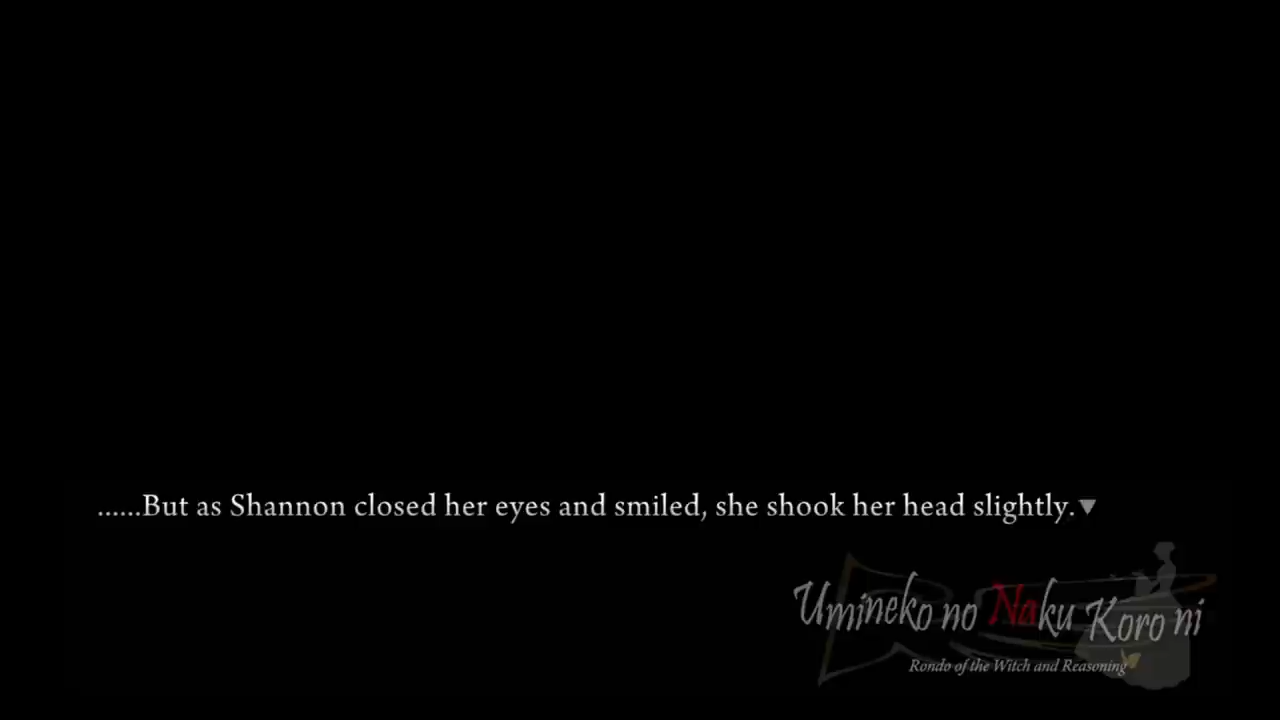 ......But as Shannon closed her eyes and smiled, she shook her head slightly.▼
Umineko no Naku Koro ni
Rondo of the Witch and Reasoning